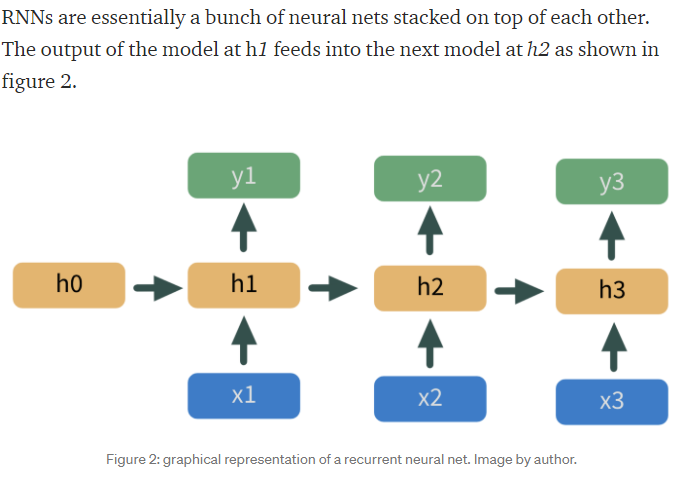 RNNs are essentially a bunch of neural nets stacked on top of each other.
The output of the model at h1 feeds into the next model at h2 as shown in
figure 2.
y1 y2 y3
h0 h1 h2 h3
x1 x2 x3
Figure 2: graphical representation of a recurrent neural net. Image by author.